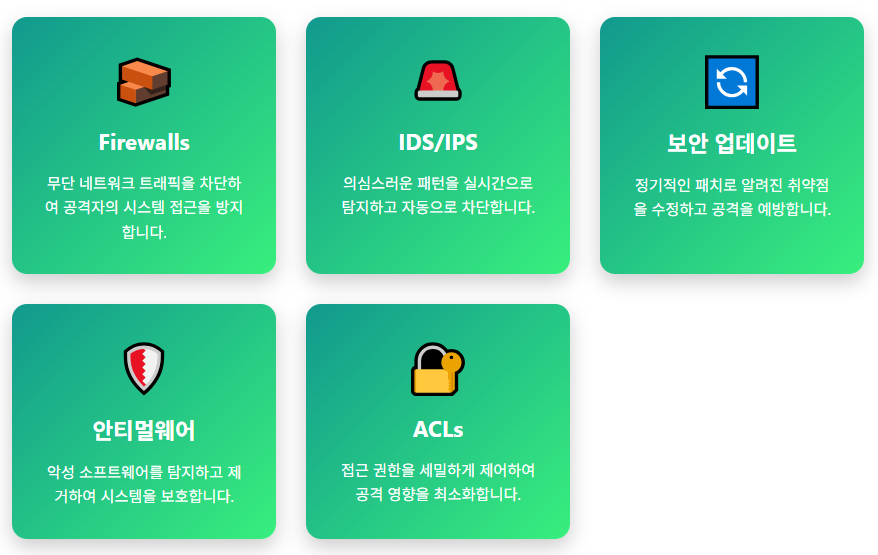 Firewalls
무단 네트워크 트래픽을 차단하
여 공격자의 시스템 접근을 방지
합니다.
IDS/IPS
의심스러운 패턴을 실시간으로
탐지하고 자동으로 차단합니다.
보안 업데이트
정기적인 패치로 알려진 취약점
을 수정하고 공격을 예방합니다.
안티멀웨어
악성 소프트웨어를 탐지하고 제
거하여 시스템을 보호합니다.
ACLs
접근 권한을 세밀하게 제어하여
공격 영향을 최소화합니다.